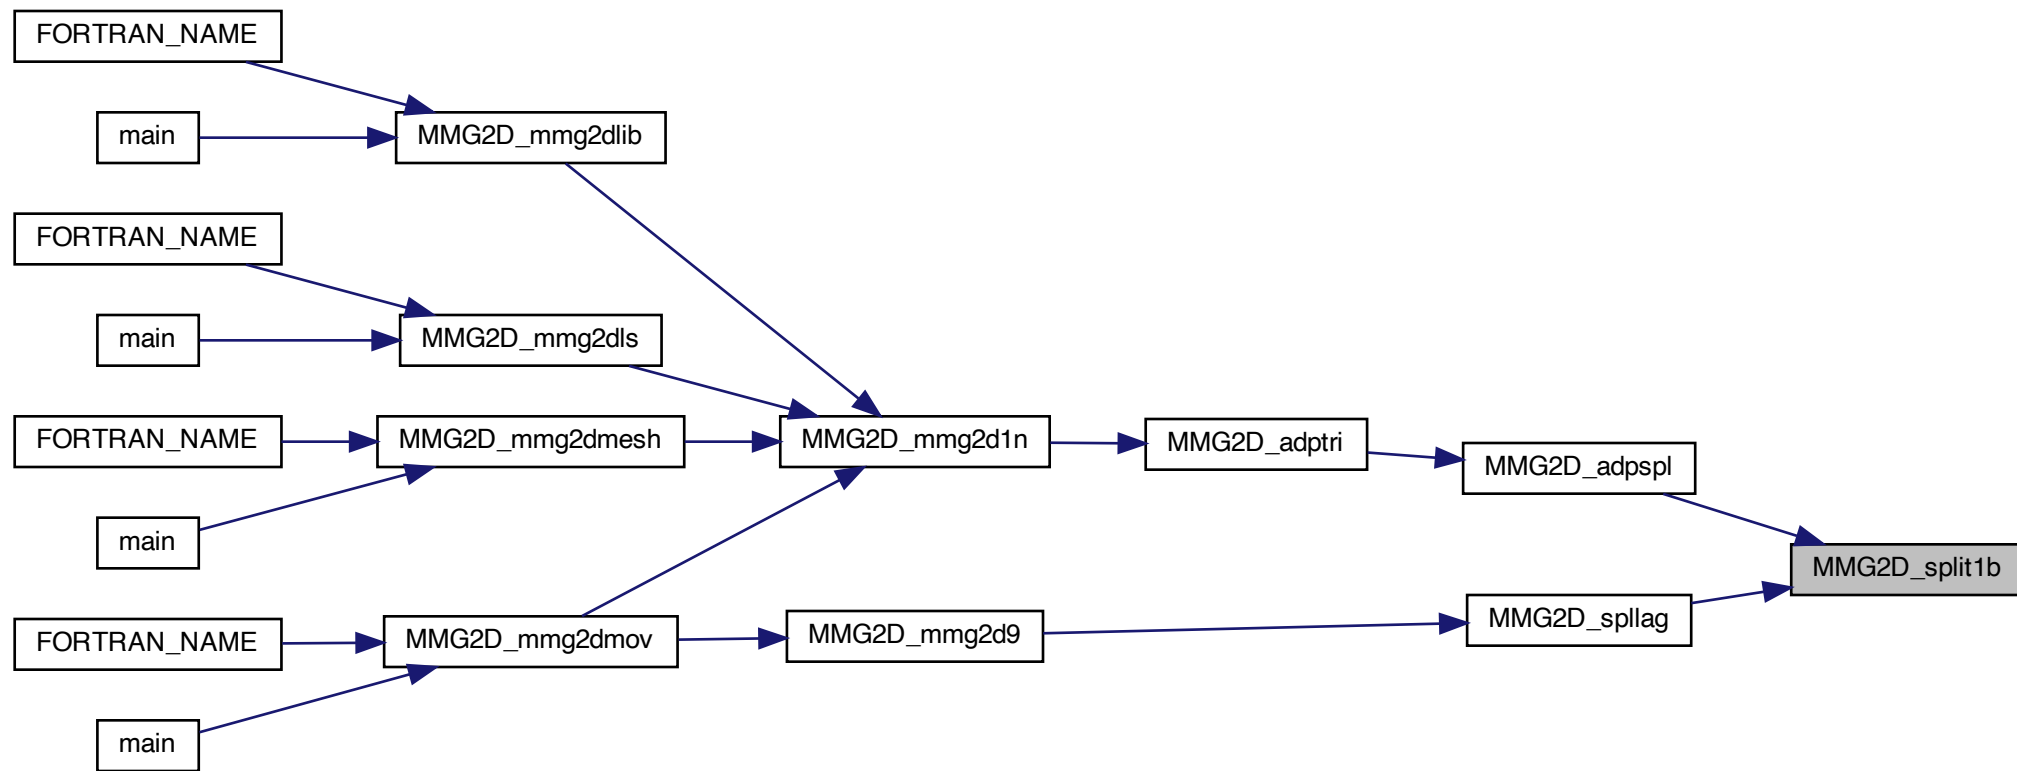 FORTRAN_NAME
main
MMG2D_mmg2dlib
FORTRAN_NAME
main
MMG2D_mmg2dls
FORTRAN_NAME
MMG2D_mmg2dmesh
MMG2D_mmg2d1n
MMG2D_adptri
MMG2D_adpspl
main
MMG2D_split1b
FORTRAN_NAME
MMG2D_mmg2dmov
MMG2D_mmg2d9
MMG2D_spllag
main